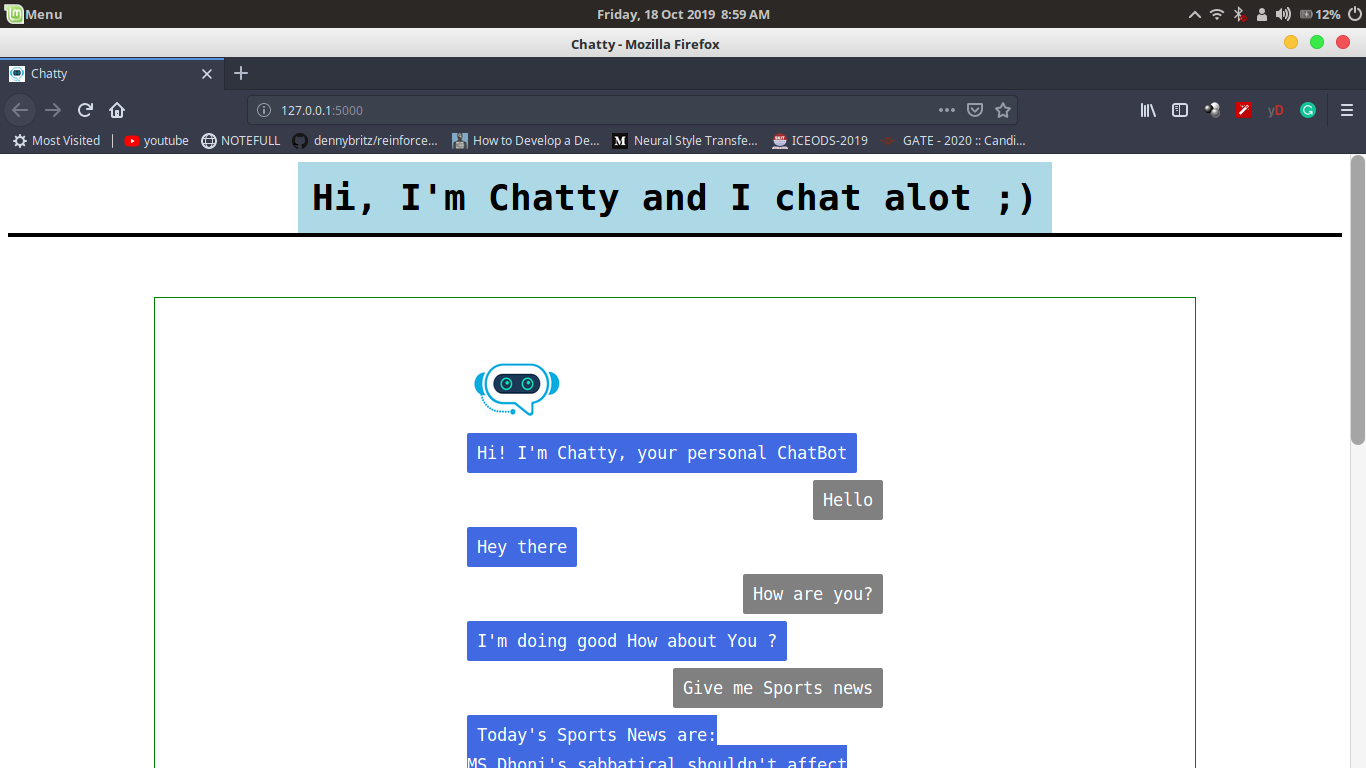 Menu
Friday, 18 Oct 2019 8:59 AM
12%
Chatty - Mozilla Firefox
Chatty
127.0.0.1:5000
yD
Most Visited
youtube
NOTEFULL
dennybritz/reinforce...
How to Develop a De...
M
Neural Style Transfe...
ICEODS-2019
GATE - 2020 :: Candi...
Hi, I'm Chatty and I chat alot ;)
Hi! I'm Chatty, your personal ChatBot
Hello
Hey there
How are you?
I'm doing good How about You ?
Give me Sports news
Today's Sports News are:
MS Dhoni's sabbatical shouldn't affect